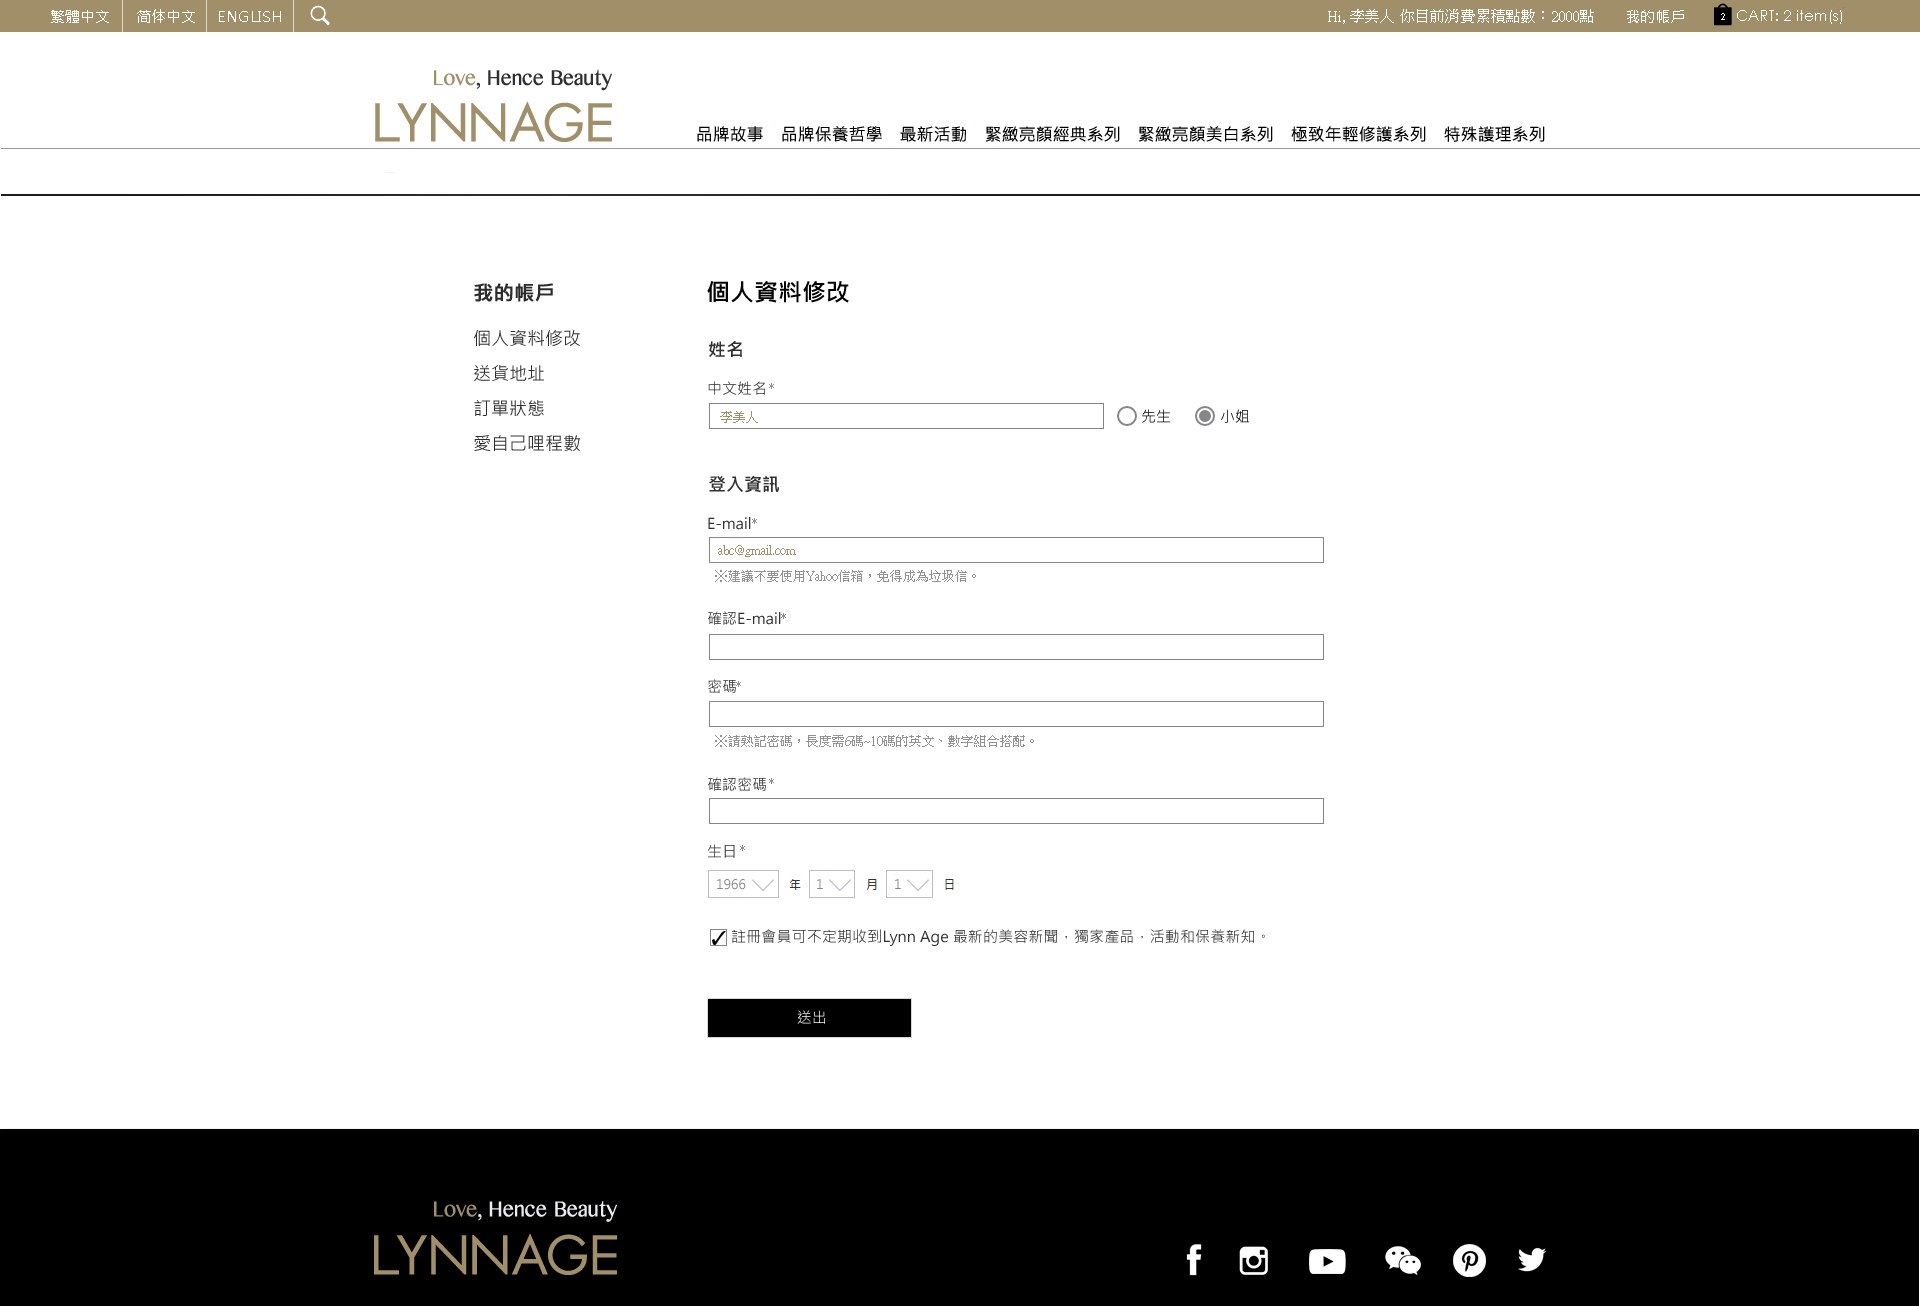 繁體中文 简体中文 ENGLISH Hi, 李美人 你目前消費累積點數：2000點 我的帳戶 2 CART: 2 item(s)
Love, Hence Beauty
LYNNAGE
品牌故事 品牌保養哲學 最新活動 緊緻亮顏經典系列 緊緻亮顏美白系列 極致年輕修護系列 特殊護理系列
我的帳戶
個人資料修改
送貨地址
訂單狀態
愛自己哩程數
個人資料修改
姓名
中文姓名*
李美人 先生 小姐
登入資訊
E-mail*
abc@gmail.com
※建議不要使用Yahoo信箱，免得成為垃圾信。
確認E-mail*
密碼*
※請熟記密碼，長度需6碼~10碼的英文、數字組合搭配。
確認密碼*
生日*
1966 年 1 月 1 日
註冊會員可不定期收到Lynn Age 最新的美容新聞．獨家產品．活動和保養新知。
送出
Love, Hence Beauty
LYNNAGE